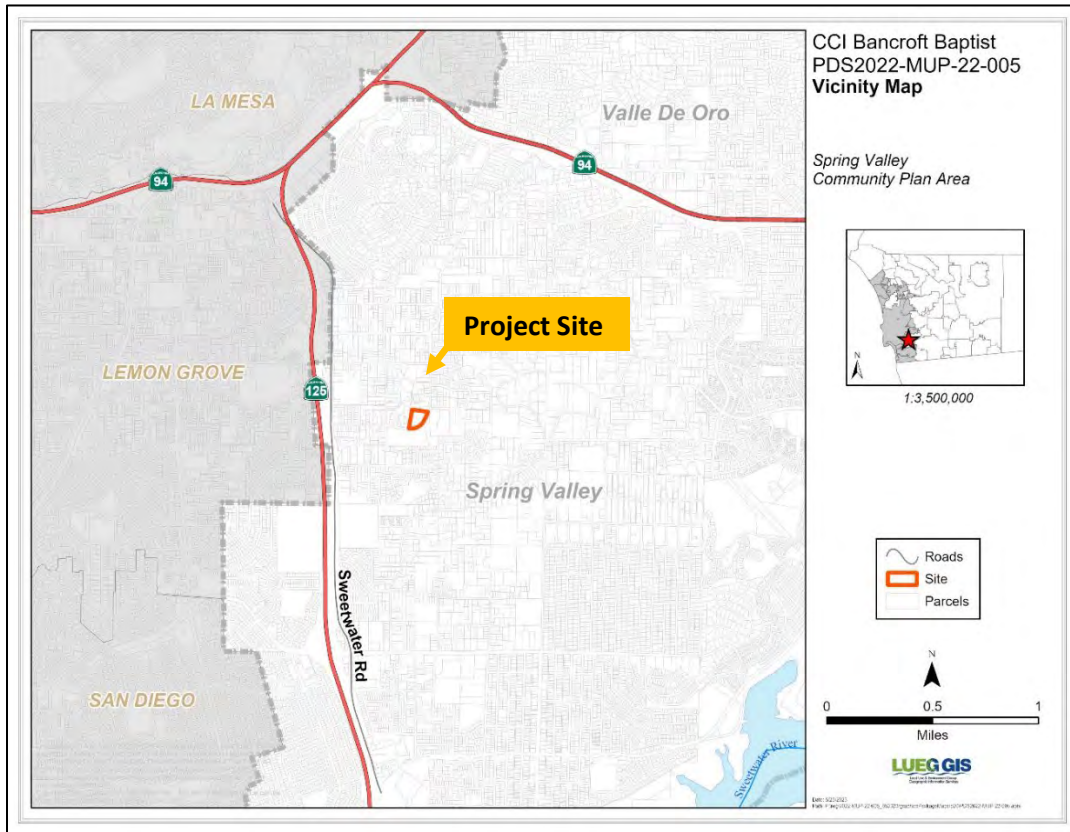 CCI Bancroft Baptist
PDS2022-MUP-22-005
Vicinity Map
Spring Valley
Community Plan Area
N
1:3,500,000
Roads
Site
Parcels
N
0 0.5 1
Miles
LUEG GIS
LA MESA
Valle De Oro
94
94
Project Site
LEMON GROVE
125
Spring Valley
Sweetwater Rd
SAN DIEGO
Sweetwater River